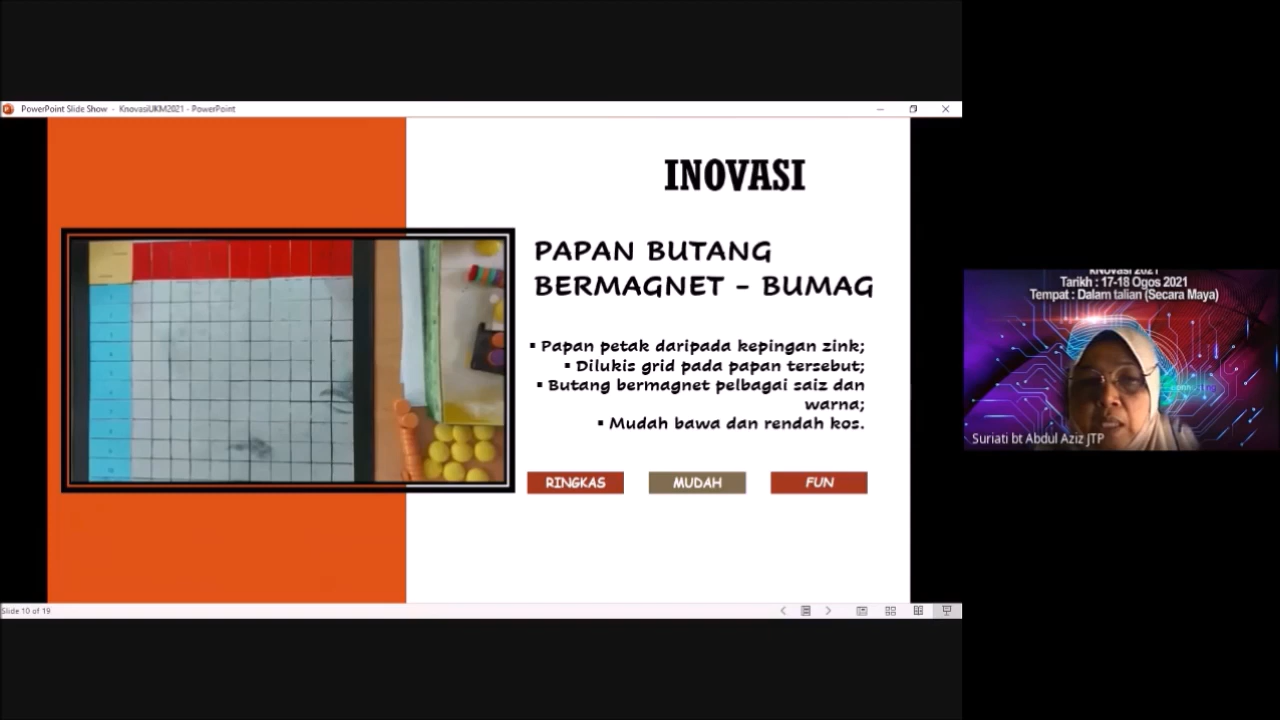 PowerPoint Slide Show - KnovasiUKM2021 - PowerPoint
INOVASI
PAPAN BUTANG
BERMAGNET – BUMAG
▪ Papan petak daripada kepingan zink;
▪ Dilukis grid pada papan tersebut;
▪ Butang bermagnet pelbagai saiz dan
warna;
▪ Mudah bawa dan rendah kos.
RINGKAS
MUDAH
FUN
Slide 10 of 19
KNovasi 2021
Tarikh : 17-18 Ogos 2021
Tempat : Dalam talian (Secara Maya)
Suriati bt Abdul Aziz JTP